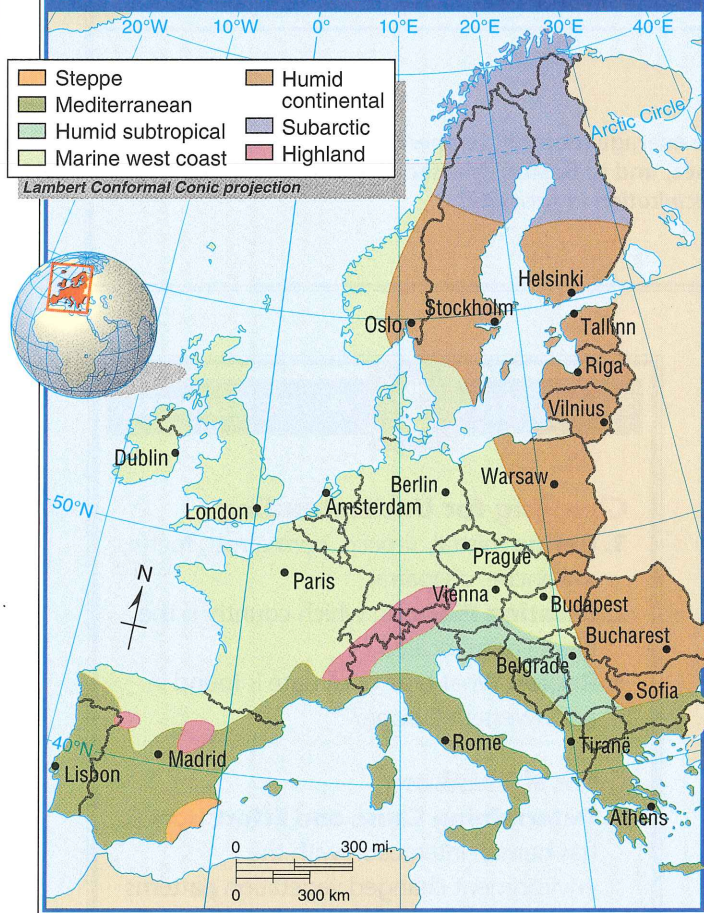 20°W 10°W 0° 10°E 20°E 30°E 40°E
Steppe
Mediterranean
Humid subtropical
Marine west coast
Humid
continental
Subarctic
Highland
Lambert Conformal Conic projection
Arctic Circle
Helsinki
Stockholm
Oslo
Tallinn
Riga
Vilnius
Dublin
Berlin
Warsaw
London
Amsterdam
50°N
Prague
Paris
N
Vienna
Budapest
Bucharest
Belgrade
Sofia
40°N
Rome
Tiranë
Madrid
Lisbon
Athens
0 300 mi.
0 300 km